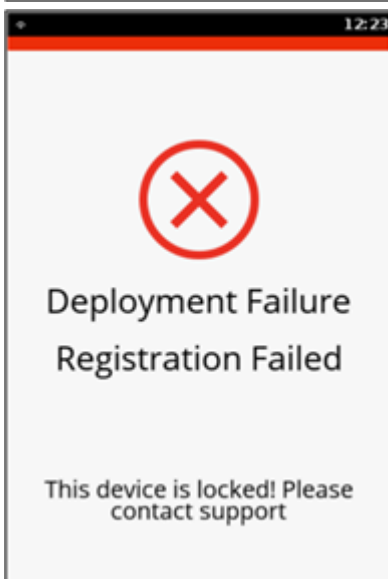 12:23
Deployment Failure
Registration Failed
This device is locked! Please
contact support